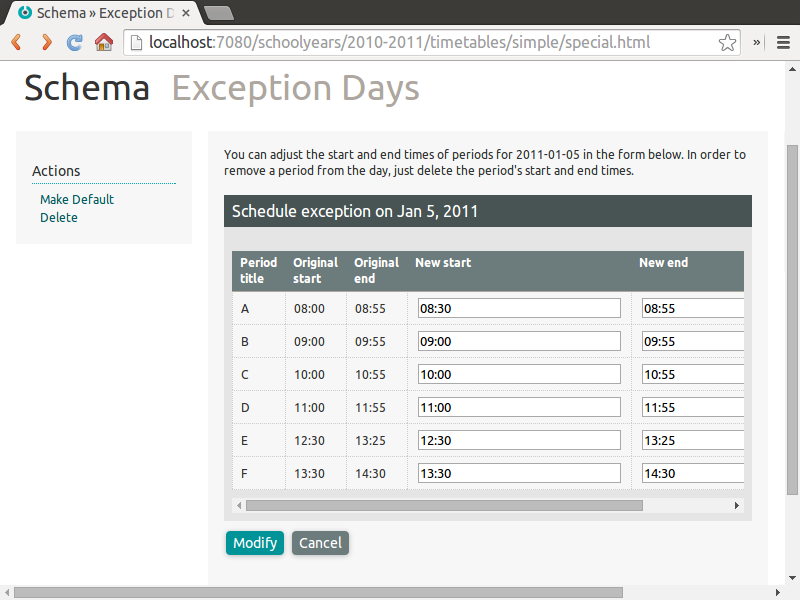 Schema » Exception D
localhost:7080/schoolyears/2010-2011/timetables/simple/special.html
Schema Exception Days
Actions
Make Default
Delete
You can adjust the start and end times of periods for 2011-01-05 in the form below. In order to
remove a period from the day, just delete the period's start and end times.
Schedule exception on Jan 5, 2011
Period title Original start Original end New start New end
A 08:00 08:55 08:30 08:55
B 09:00 09:55 09:00 09:55
C 10:00 10:55 10:00 10:55
D 11:00 11:55 11:00 11:55
E 12:30 13:25 12:30 13:25
F 13:30 14:30 13:30 14:30
Modify Cancel